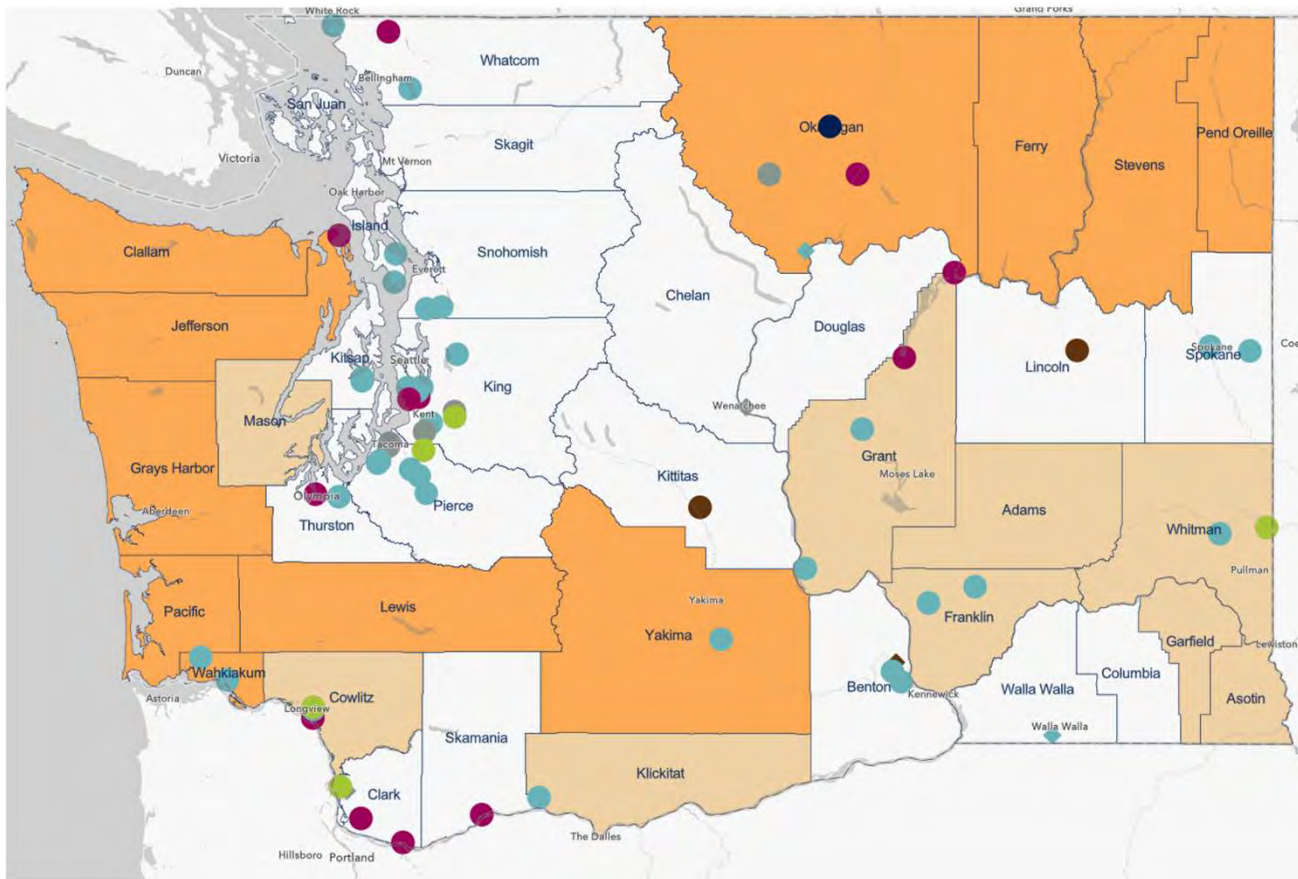 White Rock
Grand Forks
Whatcom
Duncan
Bellingham
San Juan
Okanogan
Pend Oreille
Skagit
Ferry
Stevens
Victoria
Mt Vernon
Oak Harbor
Island
Clallam
Snohomish
Everett
Chelan
Jefferson
Douglas
Kitsap
Seattle
Spokane
Coe
Spokane
King
Lincoln
Wenatchee
Kent
Mason
Tacoma
Grant
Grays Harbor
Kittitas
Moses Lake
Olympia
Pierce
Adams
Aberdeen
Thurston
Whitman
Pullman
Yakima
Pacific
Lewis
Franklin
Garfield
Yakima
Lewiston
Wahkiakum
Columbia
Benton
Walla Walla
Astoria
Cowlitz
Kennewick
Asotin
Longview
Walla Walla
Skamania
Klickitat
Clark
The Dalles
Hillsboro
Portland